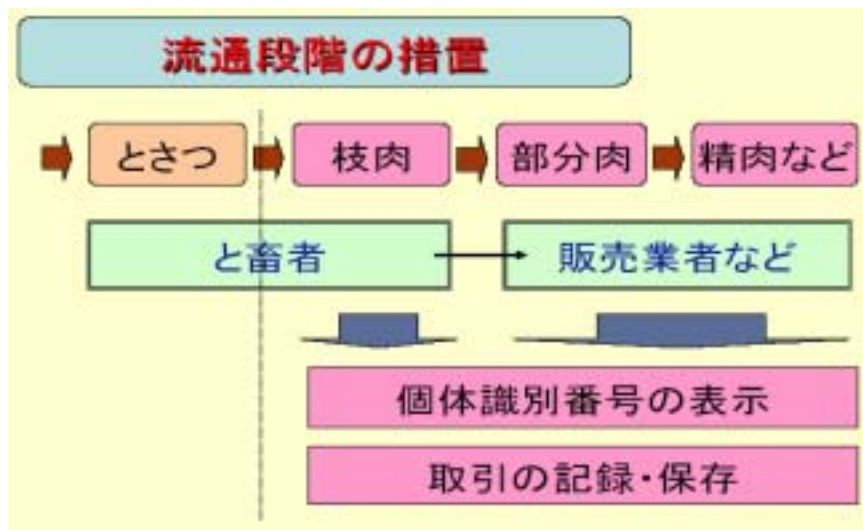 流通段階の措置
とさつ
枝肉
部分肉
精肉など
と畜者
販売業者など
個体識別番号の表示
取引の記録・保存